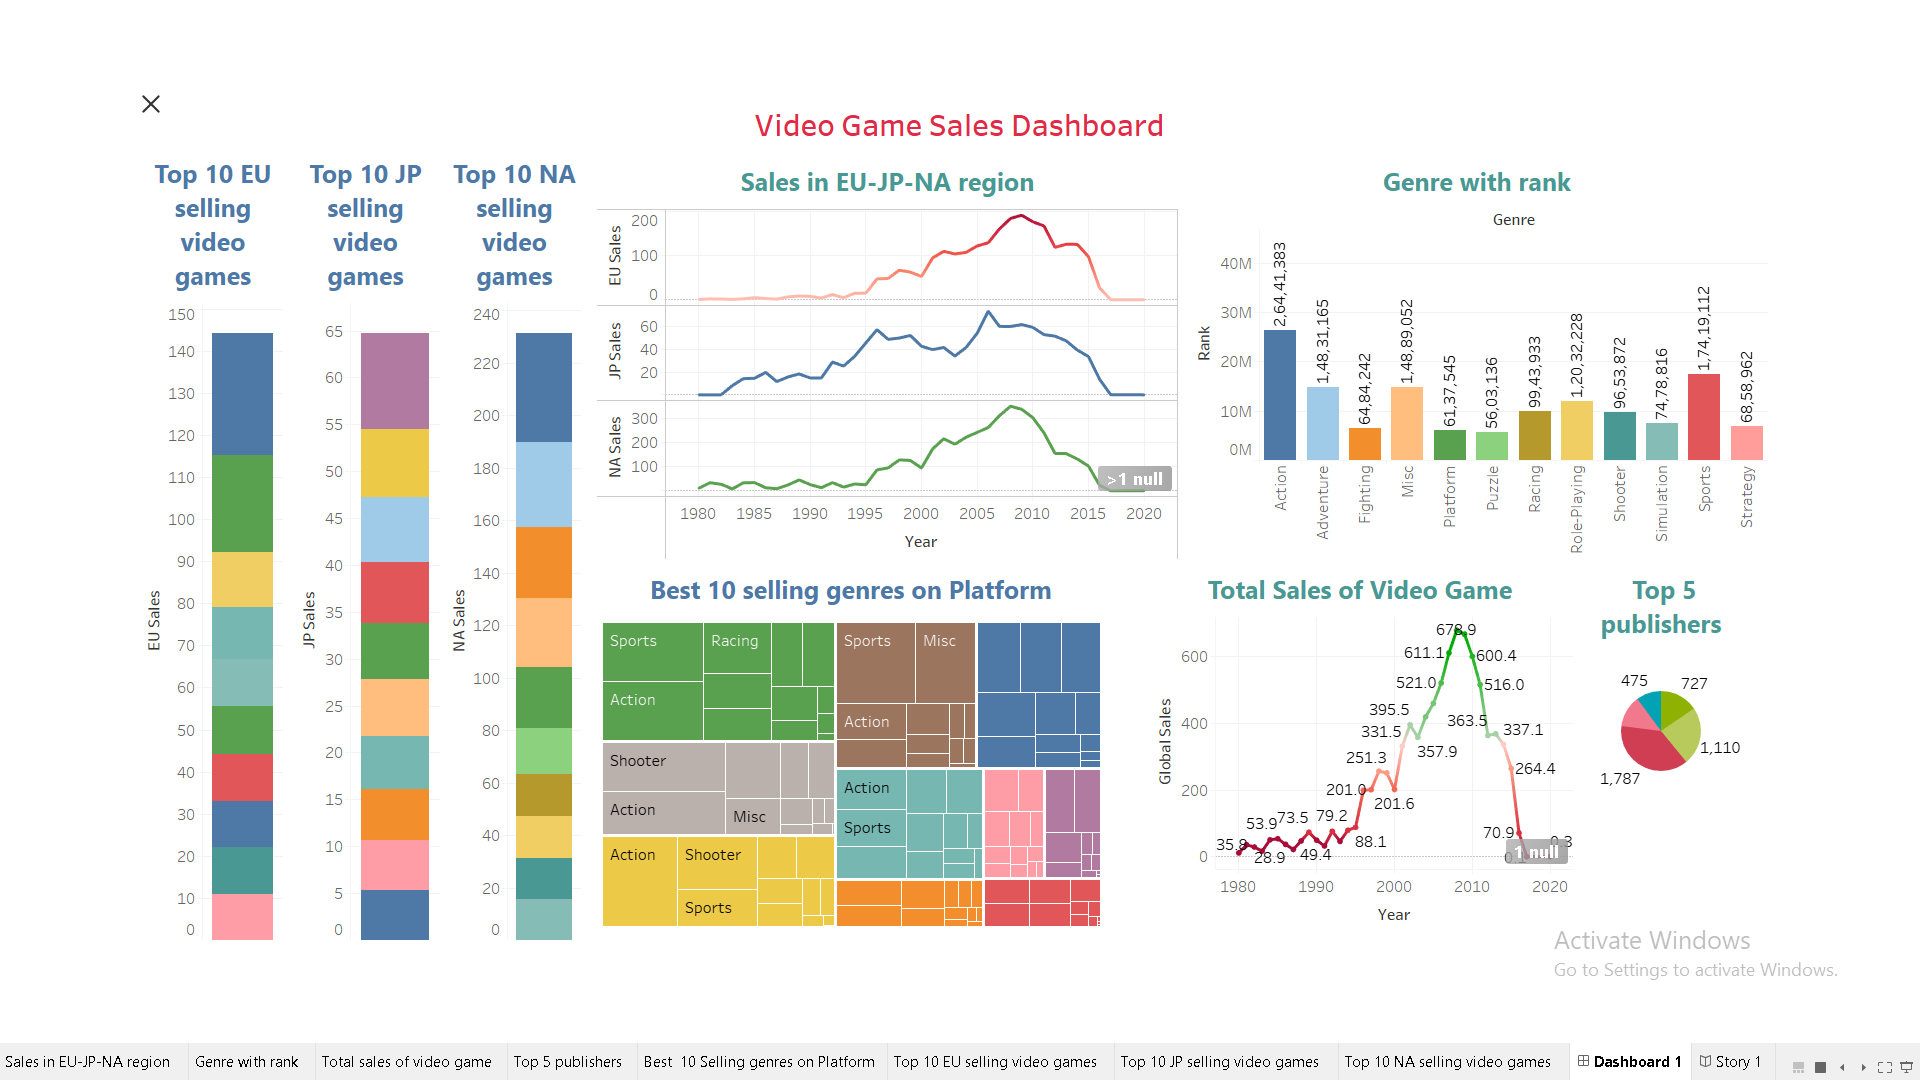 Video Game Sales Dashboard
Top 10 EU
selling
video
games
150
140
130
120
110
100
90
80
70
60
50
40
30
20
10
0
EU Sales
Top 10 JP
selling
video
games
65
60
55
50
45
40
35
30
25
20
15
10
5
0
JP Sales
Top 10 NA
selling
video
games
240
220
200
180
160
140
120
100
80
60
40
20
0
NA Sales
Sales in EU-JP-NA region
EU Sales
200
100
0
JP Sales
60
40
20
NA Sales
300
200
100
>1 null
1980 1985 1990 1995 2000 2005 2010 2015 2020
Year
Genre with rank
Genre
Rank
40M
30M
20M
10M
0M
2,64,41,383
1,48,31,165
64,84,242
1,48,89,052
61,37,545
56,03,136
99,43,933
1,20,32,228
96,53,872
74,78,816
1,74,19,112
68,58,962
Action
Adventure
Fighting
Misc
Platform
Puzzle
Racing
Role-Playing
Shooter
Simulation
Sports
Strategy
Best 10 selling genres on Platform
Sports Racing
Action
Shooter
Action
Misc
Action Shooter
Sports
Sports Misc
Action
Action
Sports
Total Sales of Video Game
Global Sales
600
400
200
0
678.9
611.1
600.4
521.0
516.0
395.5
363.5
331.5
337.1
357.9
251.3
264.4
201.0
201.6
53.9
73.5
79.2
70.9
35.8
28.9
49.4
88.1
0.3
1 null
1980 1990 2000 2010 2020
Year
Top 5
publishers
475
727
1,110
1,787
Activate Windows
Go to Settings to activate Windows.
Sales in EU-JP-NA region
Genre with rank
Total sales of video game
Top 5 publishers
Best 10 Selling genres on Platform
Top 10 EU selling video games
Top 10 JP selling video games
Top 10 NA selling video games
Dashboard 1
Story 1